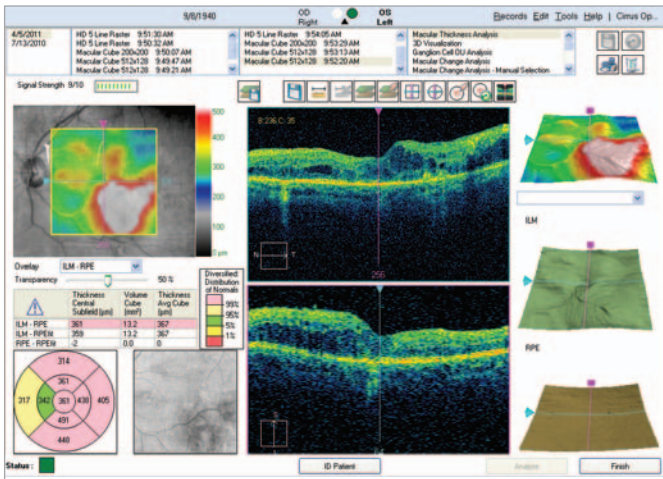 9/8/1940
OD
Right
OS
Left
Records Edit Tools Help | Cirrus Op...
4/5/2011
7/13/2010
HD 5 Line Raster 9:51:30 AM
HD 5 Line Raster 9:50:32 AM
Macular Cube 200x200 9:50:07 AM
Macular Cube 512x128 9:49:47 AM
Macular Cube 512x128 9:49:21 AM
HD 5 Line Raster 9:54:05 AM
Macular Cube 200x200 9:53:29 AM
Macular Cube 512x128 9:53:13 AM
Macular Cube 512x128 9:52:20 AM
Macular Thickness Analysis
3D Visualization
Ganglion Cell OU Analysis
Macular Change Analysis
Macular Change Analysis - Manual Selection
Signal Strength 9/10
500
400
300
200
100
0 µm
Overlay
ILM - RPE
Transparency
50 %
Diversified:
Distribution
of Normals
99%
95%
5%
1%
Thickness Central Subfield (µm)
Volume Cube (mm³)
Thickness Avg Cube (µm)
ILM - RPE 361 13.2 367
ILM - RPEfit 359 13.2 367
RPE - RPEfit -2 0.0 0
314
361
317 342 361 430 405
491
440
N T
256
ILM
RPE
Status :
ID Patient
Analyze
Finish